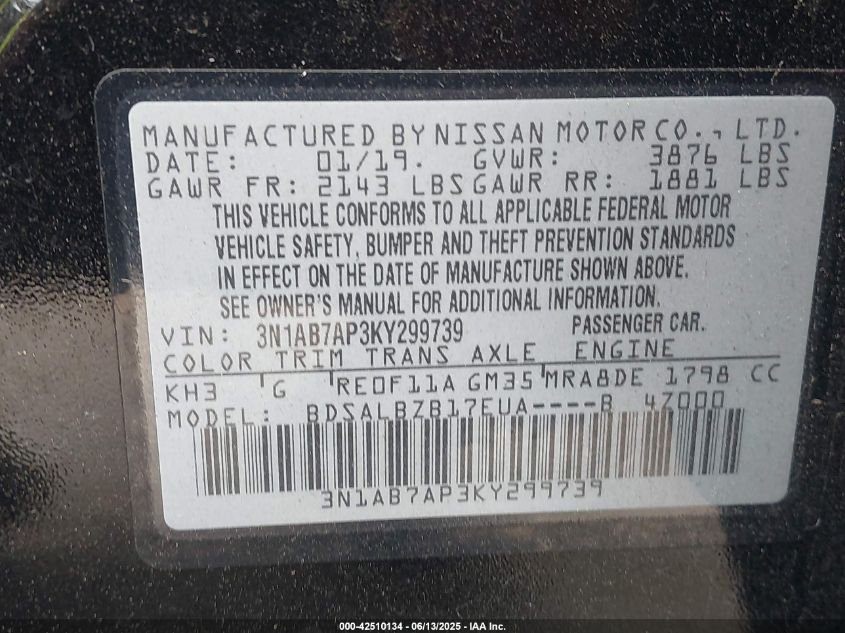 MANUFACTURED BY NISSAN MOTOR CO., LTD.
DATE: 01/19. GVWR: 3876 LBS
GAWR FR: 2143 LBS GAWR RR: 1881 LBS
THIS VEHICLE CONFORMS TO ALL APPLICABLE FEDERAL MOTOR
VEHICLE SAFETY, BUMPER AND THEFT PREVENTION STANDARDS
IN EFFECT ON THE DATE OF MANUFACTURE SHOWN ABOVE.
SEE OWNER'S MANUAL FOR ADDITIONAL INFORMATION.
VIN: 3N1AB7AP3KY299739 PASSENGER CAR.
COLOR TRIM TRANS AXLE ENGINE
KH3 G RE0F11A GM35 MRA8DE 1798 CC
MODEL: BDSALBZB17EUA----B 4Z000
3N1AB7AP3KY299739
000-42510134 - 06/13/2025 - IAA Inc.